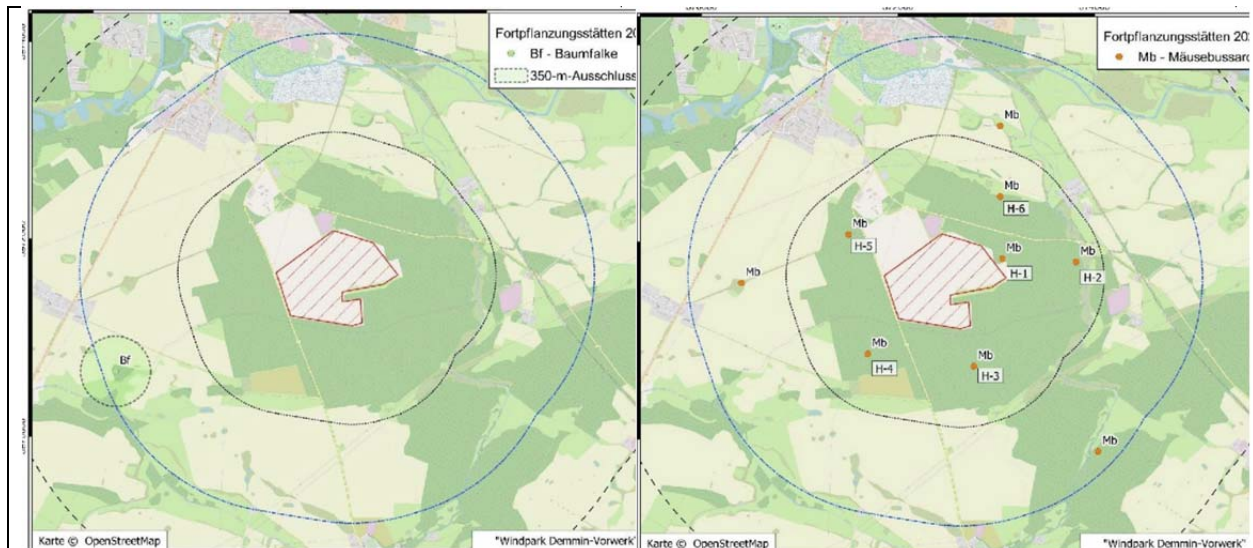 Fortpflanzungsstätten 20
Bf - Baumfalke
350-m-Ausschluss
Bf
Karte © OpenStreetMap
"Windpark Demmin-Vorwerk"
Fortpflanzungsstätten 20
Mb - Mäusebussard
Mb
Mb
H-6
Mb
H-5
Mb
H-1
Mb
H-2
Mb
Mb
H-4
Mb
H-3
Mb
Karte © OpenStreetMap
"Windpark Demmin-Vorwerk"